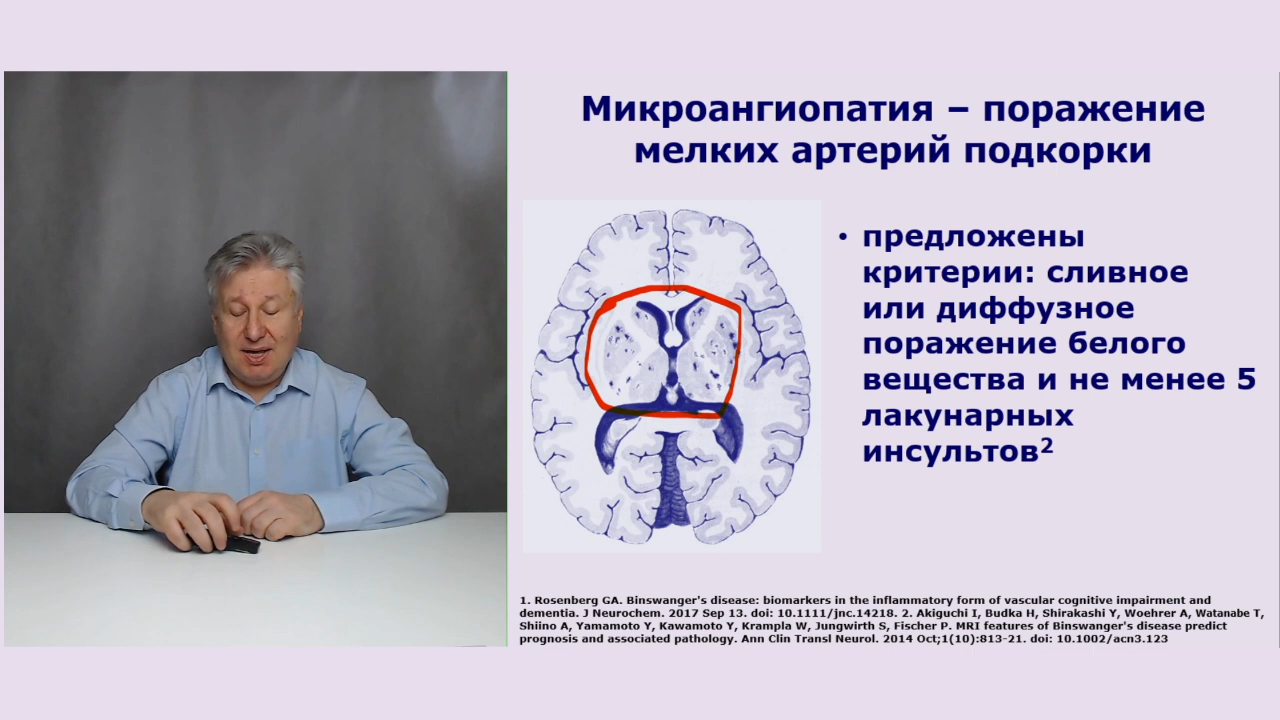 Микроангиопатия – поражение
мелких артерий подкорки
• предложены
критерии: сливное
или диффузное
поражение белого
вещества и не менее 5
лакунарных
инсультов²
1. Rosenberg GA. Binswanger's disease: biomarkers in the inflammatory form of vascular cognitive impairment and
dementia. J Neurochem. 2017 Sep 13. doi: 10.1111/jnc.14218. 2. Akiguchi I, Budka H, Shirakashi Y, Woehrer A, Watanabe T,
Shiino A, Yamamoto Y, Kawamoto Y, Krampla W, Jungwirth S, Fischer P. MRI features of Binswanger's disease predict
prognosis and associated pathology. Ann Clin Transl Neurol. 2014 Oct;1(10):813-21. doi: 10.1002/acn3.123